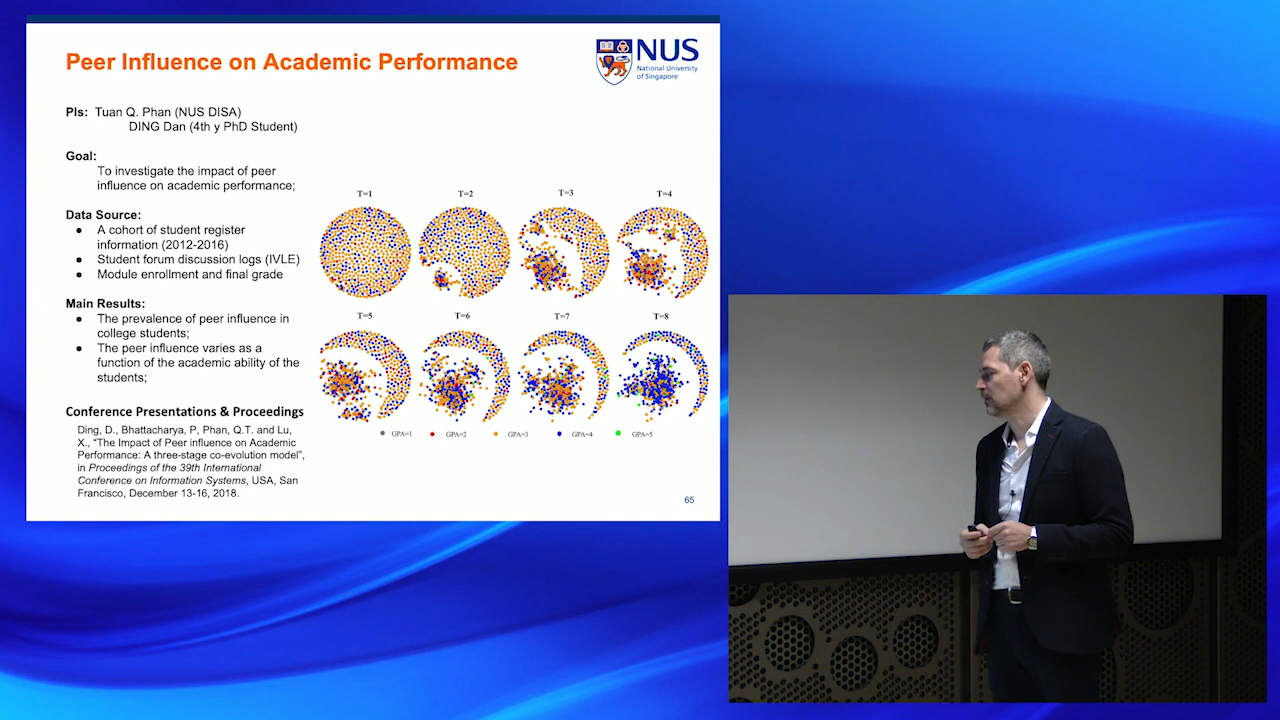 Peer Influence on Academic Performance
NUS
National University
of Singapore
PIs: Tuan Q. Phan (NUS DISA)
DING Dan (4th y PhD Student)
Goal:
To investigate the impact of peer
influence on academic performance;
Data Source:
● A cohort of student register
information (2012-2016)
● Student forum discussion logs (IVLE)
● Module enrollment and final grade
Main Results:
● The prevalence of peer influence in
college students;
● The peer influence varies as a
function of the academic ability of the
students;
Conference Presentations & Proceedings
Ding, D., Bhattacharya, P, Phan, Q.T. and Lu,
X., “The Impact of Peer influence on Academic
Performance: A three-stage co-evolution model”,
in Proceedings of the 39th International
Conference on Information Systems, USA, San
Francisco, December 13-16, 2018.
T=1 T=2 T=3 T=4
T=5 T=6 T=7 T=8
GPA=1 GPA=2 GPA=3 GPA=4 GPA=5
65